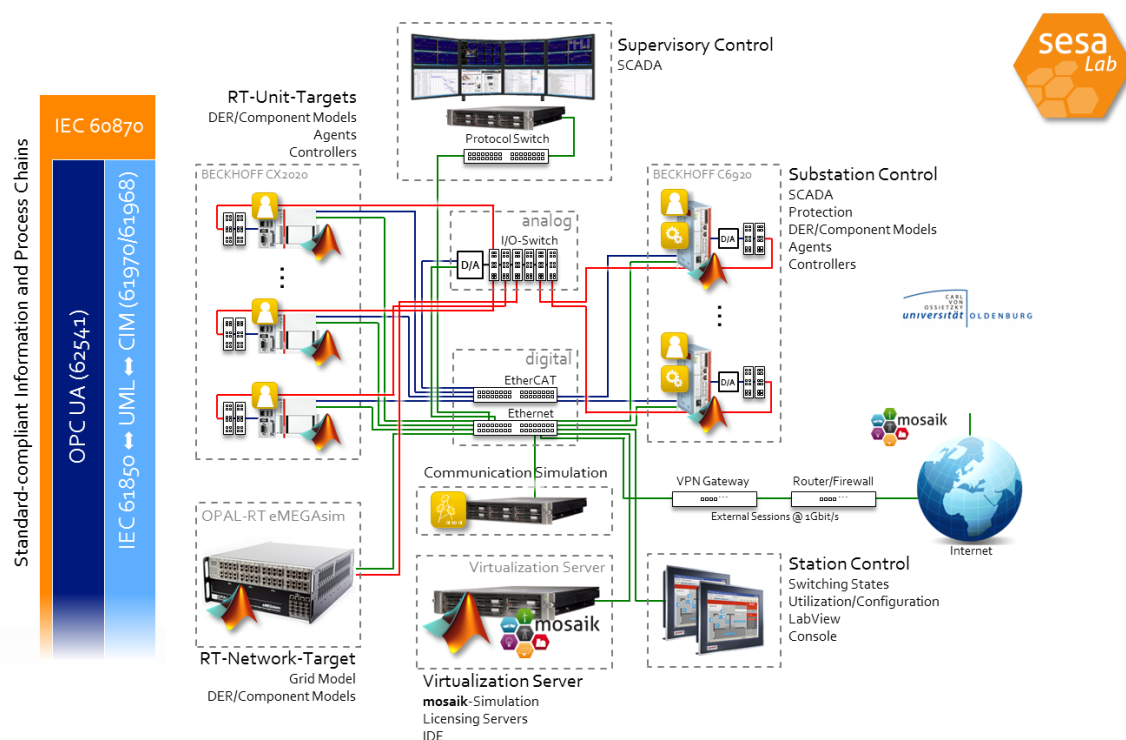 Supervisory Control
SCADA
sesa
Lab
Protocol Switch
RT-Unit-Targets
DER/Component Models
Agents
Controllers
Standard-compliant Information and Process Chains
IEC 60870
OPC UA (62541)
IEC 61850 ⬌ UML ⬌ CIM (61970/61968)
BECKHOFF CX2020
analog
I/O-Switch
D/A
digital
EtherCAT
Ethernet
BECKHOFF C6920
D/A
D/A
Substation Control
SCADA
Protection
DER/Component Models
Agents
Controllers
CARL
VON
OSSIETZKY
universität OLDENBURG
mosaik
Communication Simulation
VPN Gateway
Router/Firewall
External Sessions @ 1Gbit/s
Internet
OPAL-RT eMEGAsim
RT-Network-Target
Grid Model
DER/Component Models
Virtualization Server
mosaik
Virtualization Server
mosaik-Simulation
Licensing Servers
IDE
Station Control
Switching States
Utilization/Configuration
LabView
Console